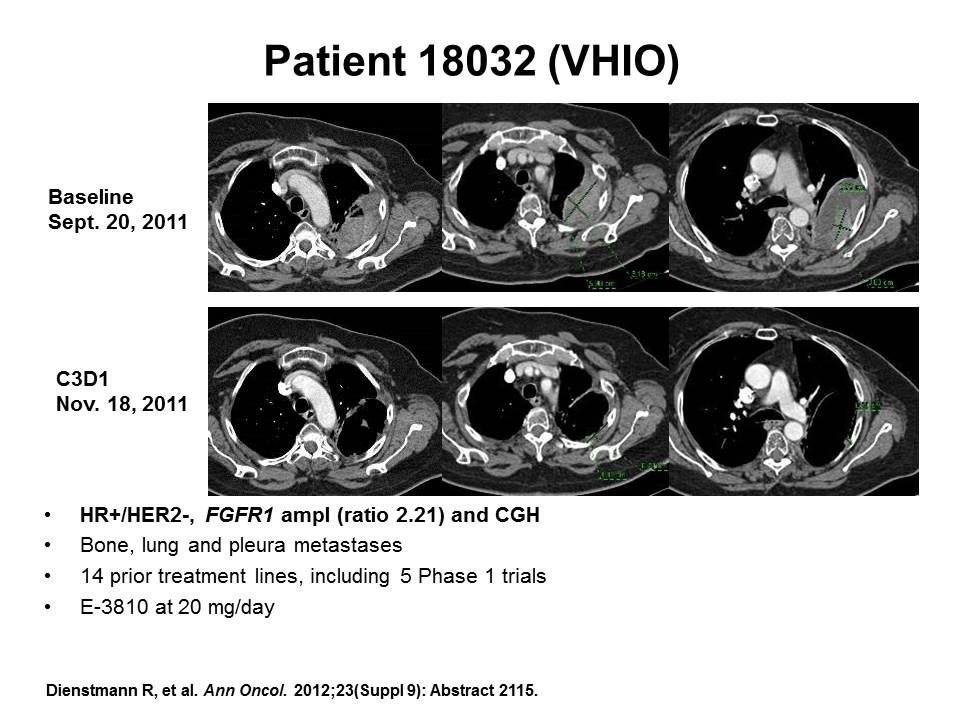 Patient 18032 (VHIO)
Baseline
Sept. 20, 2011
C3D1
Nov. 18, 2011
• HR+/HER2-, FGFR1 ampl (ratio 2.21) and CGH
• Bone, lung and pleura metastases
• 14 prior treatment lines, including 5 Phase 1 trials
• E-3810 at 20 mg/day
Dienstmann R, et al. Ann Oncol. 2012;23(Suppl 9): Abstract 2115.